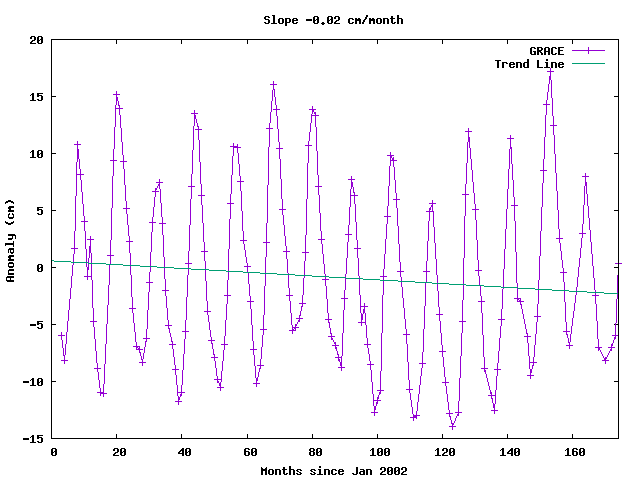 Slope -0.02 cm/month
GRACE
Trend Line
20
15
10
5
0
-5
-10
-15
Anomaly (cm)
0 20 40 60 80 100 120 140 160
Months since Jan 2002